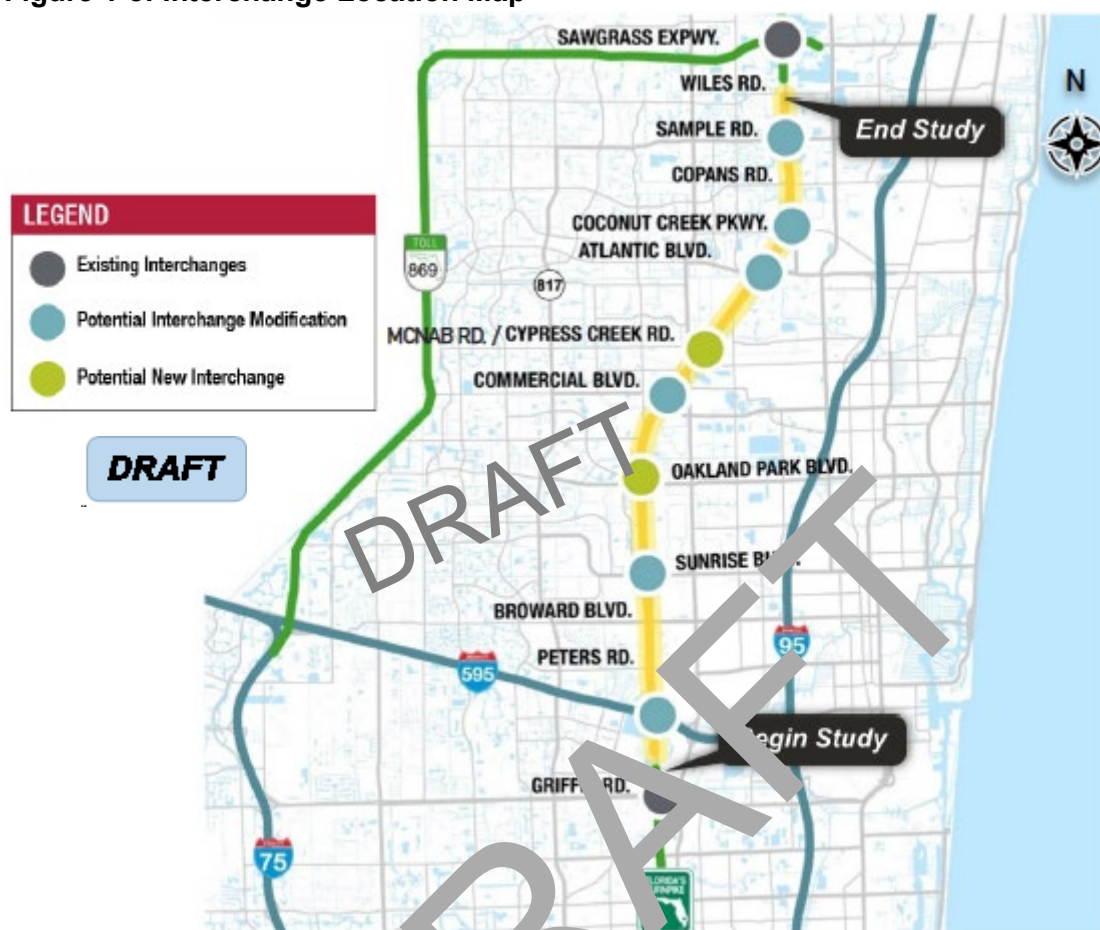 SAWGRASS EXPWY.
WILES RD.
N
End Study
SAMPLE RD.
COPANS RD.
LEGEND
COCONUT CREEK PKWY.
ATLANTIC BLVD.
TOLL
869
Existing Interchanges
817
Potential Interchange Modification
MCNAB RD. / CYPRESS CREEK RD.
Potential New Interchange
COMMERCIAL BLVD.
DRAFT
DRAFT
OAKLAND PARK BLVD.
SUNRISE
BROWARD BLVD.
95
PETERS RD.
595
Study
RD.
75
DRAFT